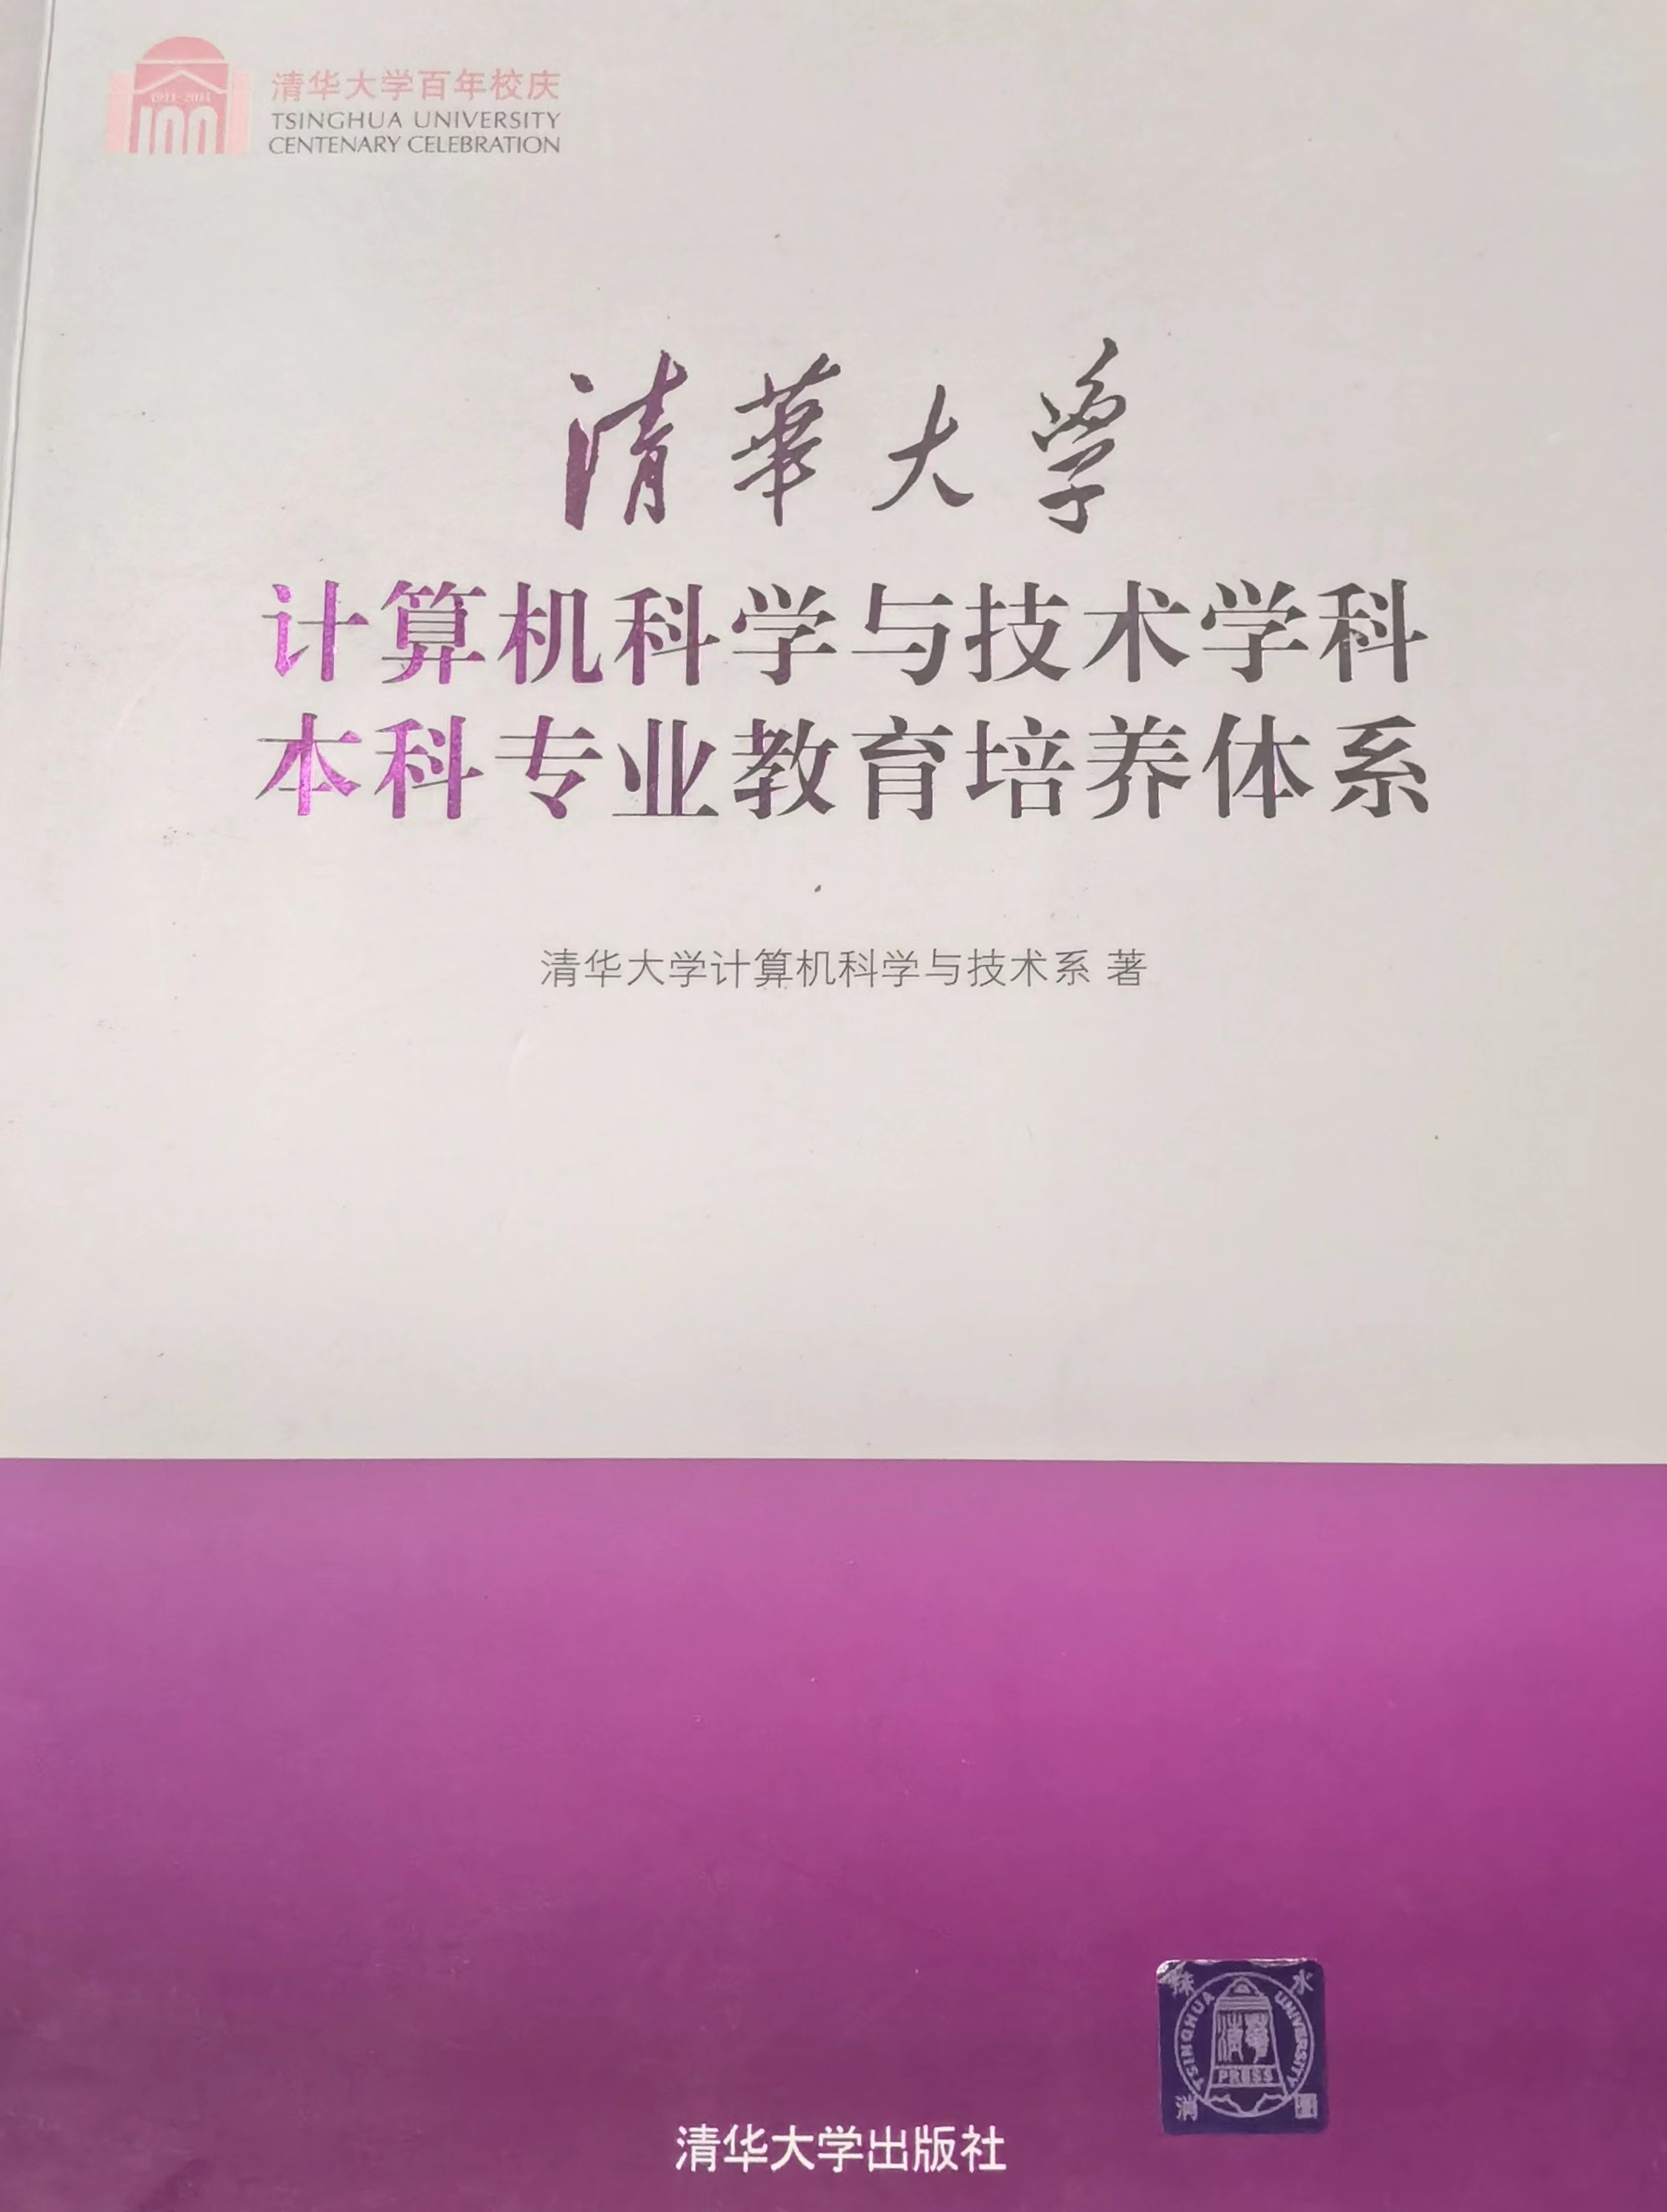 1911-2011
清华大学百年校庆
TSINGHUA UNIVERSITY
CENTENARY CELEBRATION
清華大学
计算机科学与技术学科
本科专业教育培养体系
清华大学计算机科学与技术系 著
TSINGHUA UNIVERSITY
清華
PRESS
清华大学出版社